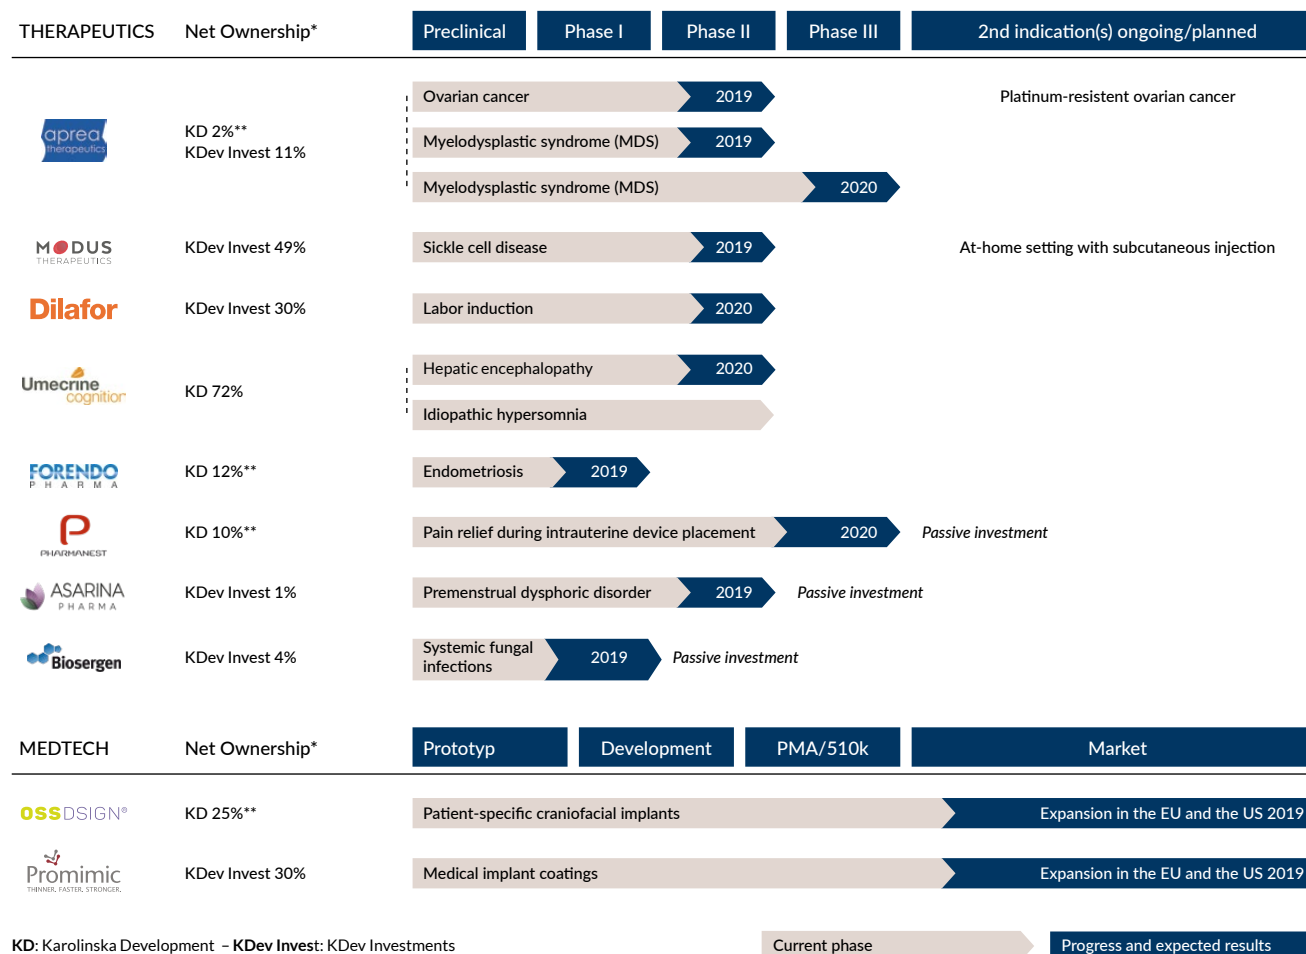 THERAPEUTICS Net Ownership* Preclinical Phase I Phase II Phase III 2nd indication(s) ongoing/planned
Ovarian cancer 2019 Platinum-resistent ovarian cancer
aprea therapeutics
KD 2%**
KDev Invest 11%
Myelodysplastic syndrome (MDS) 2019
Myelodysplastic syndrome (MDS) 2020
MODUS
THERAPEUTICS
KDev Invest 49% Sickle cell disease 2019 At-home setting with subcutaneous injection
Dilafor KDev Invest 30% Labor induction 2020
Umecrine
cognition
KD 72%
Hepatic encephalopathy 2020
Idiopathic hypersomnia
FORENDO
PHARMA
KD 12%** Endometriosis 2019
P
PHARMANEST
KD 10%** Pain relief during intrauterine device placement 2020 Passive investment
ASARINA
PHARMA
KDev Invest 1% Premenstrual dysphoric disorder 2019 Passive investment
Biosergen KDev Invest 4%
Systemic fungal
infections
2019 Passive investment
MEDTECH Net Ownership* Prototyp Development PMA/510k Market
OSSDSIGN® KD 25%** Patient-specific craniofacial implants Expansion in the EU and the US 2019
Promimic
THINNER. FASTER. STRONGER.
KDev Invest 30% Medical implant coatings Expansion in the EU and the US 2019
KD: Karolinska Development – KDev Invest: KDev Investments Current phase Progress and expected results